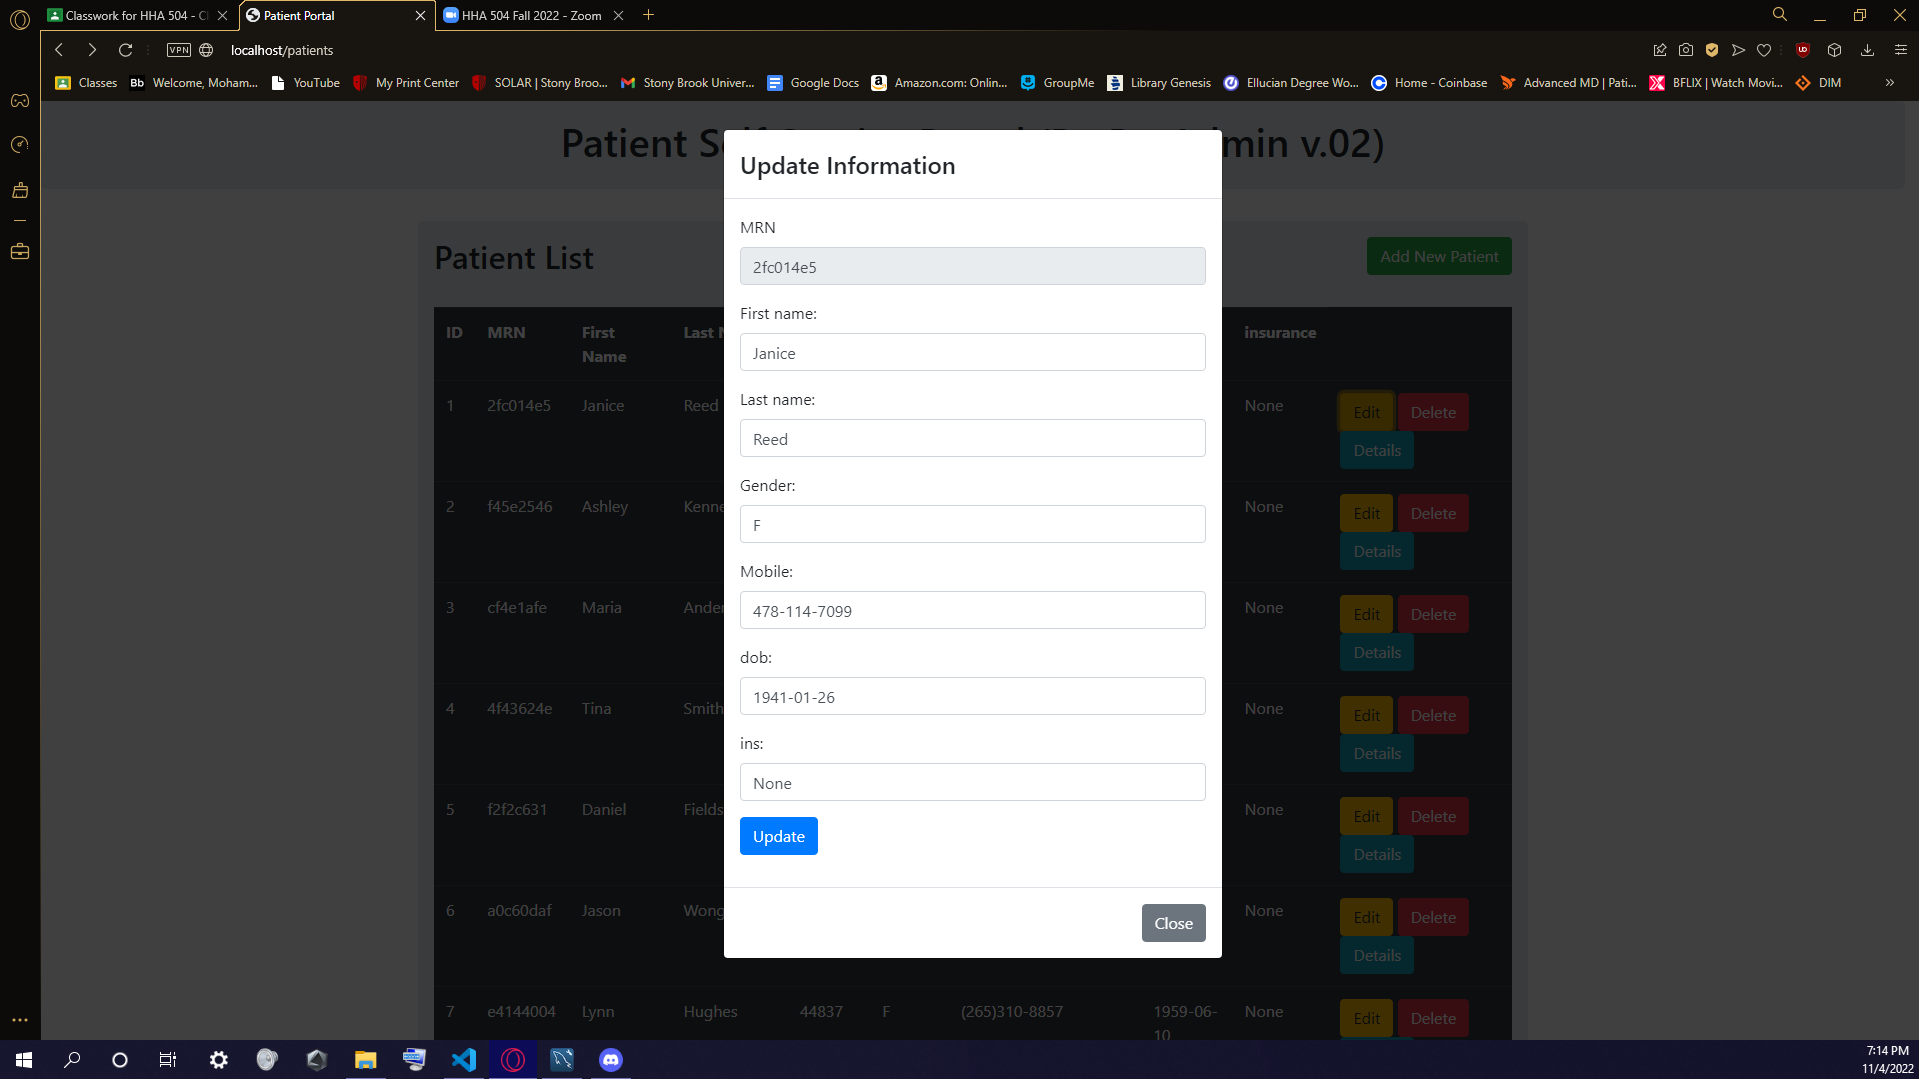 Classwork for HHA 504 - C
Patient Portal
HHA 504 Fall 2022 - Zoom
VPN
localhost/patients
Classes
Bb Welcome, Moham...
YouTube
My Print Center
SOLAR | Stony Broo...
Stony Brook Univer...
Google Docs
Amazon.com: Onlin...
GroupMe
Library Genesis
Ellucian Degree Wo...
Home - Coinbase
Advanced MD | Pati...
BFLIX | Watch Movi...
DIM
Patient S
min v.02)
Update Information
MRN
2fc014e5
First name:
Janice
Last name:
Reed
Gender:
F
Mobile:
478-114-7099
dob:
1941-01-26
ins:
None
Update
Close
Patient List
Add New Patient
ID MRN First Name Last N insurance
1 2fc014e5 Janice Reed None Edit Delete
Details
2 f45e2546 Ashley Kenne None Edit Delete
Details
3 cf4e1afe Maria Ander None Edit Delete
Details
4 4f43624e Tina Smith None Edit Delete
Details
5 f2f2c631 Daniel Fields None Edit Delete
Details
6 a0c60daf Jason Wong None Edit Delete
Details
7 e4144004 Lynn Hughes 44837 F (265)310-8857 1959-06-10 None Edit Delete
7:14 PM
11/4/2022